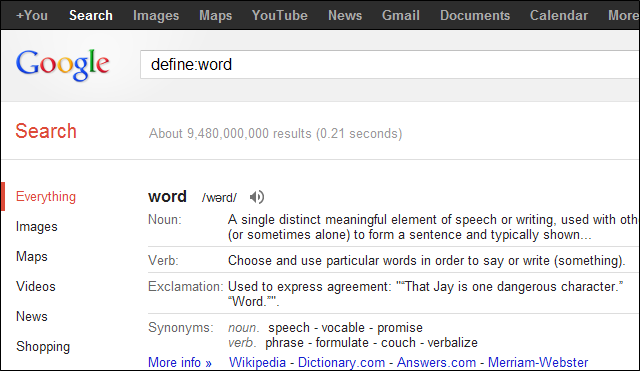 +You Search Images Maps YouTube News Gmail Documents Calendar More
Google
define:word
Search
About 9,480,000,000 results (0.21 seconds)
Everything
Images
Maps
Videos
News
Shopping
word /wərd/
Noun: A single distinct meaningful element of speech or writing, used with oth
(or sometimes alone) to form a sentence and typically shown...
Verb: Choose and use particular words in order to say or write (something).
Exclamation: Used to express agreement: "“That Jay is one dangerous character.”
“Word.”".
Synonyms: noun. speech - vocable - promise
verb. phrase - formulate - couch - verbalize
More info » Wikipedia - Dictionary.com - Answers.com - Merriam-Webster